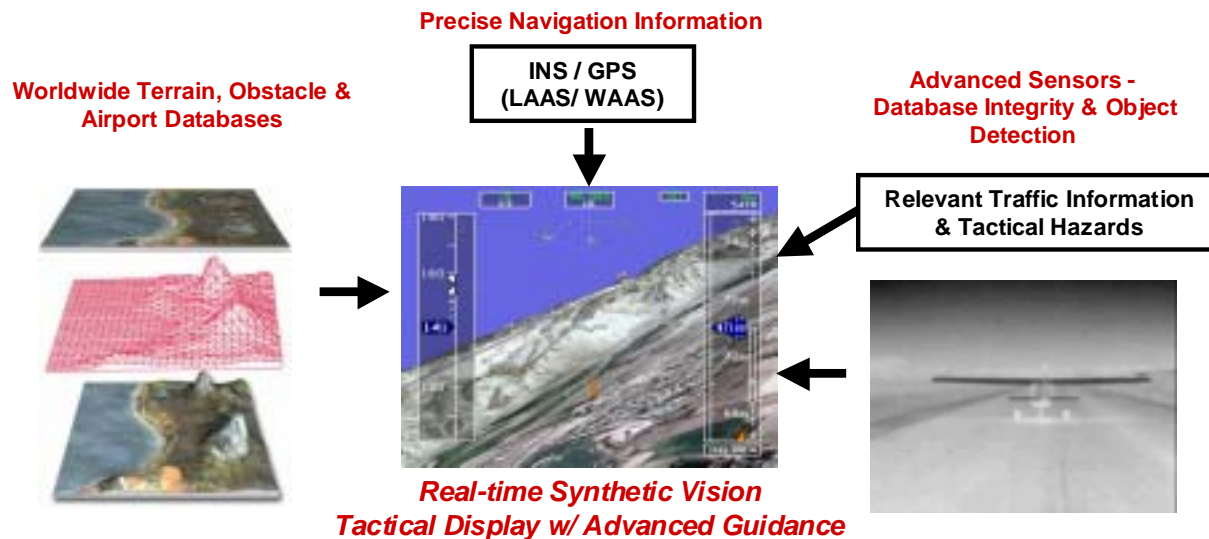 Precise Navigation Information
INS / GPS
(LAAS/ WAAS)
Worldwide Terrain, Obstacle &
Airport Databases
Advanced Sensors -
Database Integrity & Object
Detection
Relevant Traffic Information
& Tactical Hazards
Real-time Synthetic Vision
Tactical Display w/ Advanced Guidance